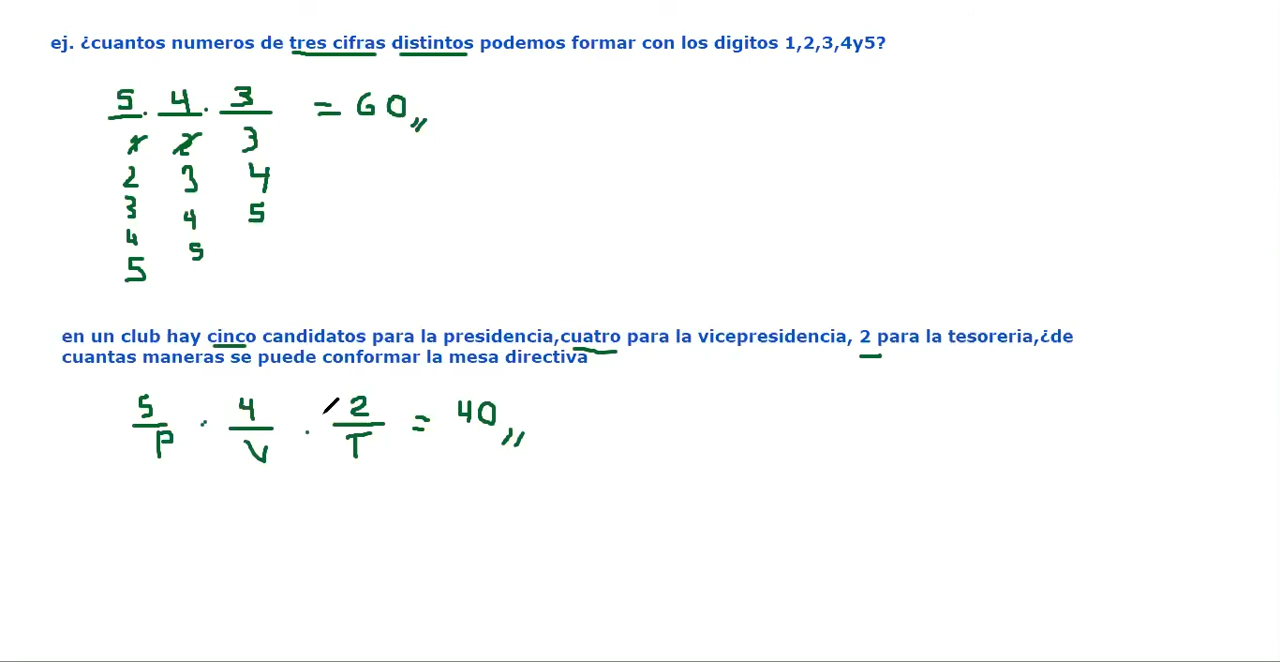 ej. ¿cuantos numeros de tres cifras distintos podemos formar con los digitos 1,2,3,4y5?
5 . 4 . 3 = 60,,
1 2 3
2 3 4
3 4 5
4 5
5
en un club hay cinco candidatos para la presidencia,cuatro para la vicepresidencia, 2 para la tesoreria,¿de
cuantas maneras se puede conformar la mesa directiva
5 . 4 . 2 = 40,,
P V T